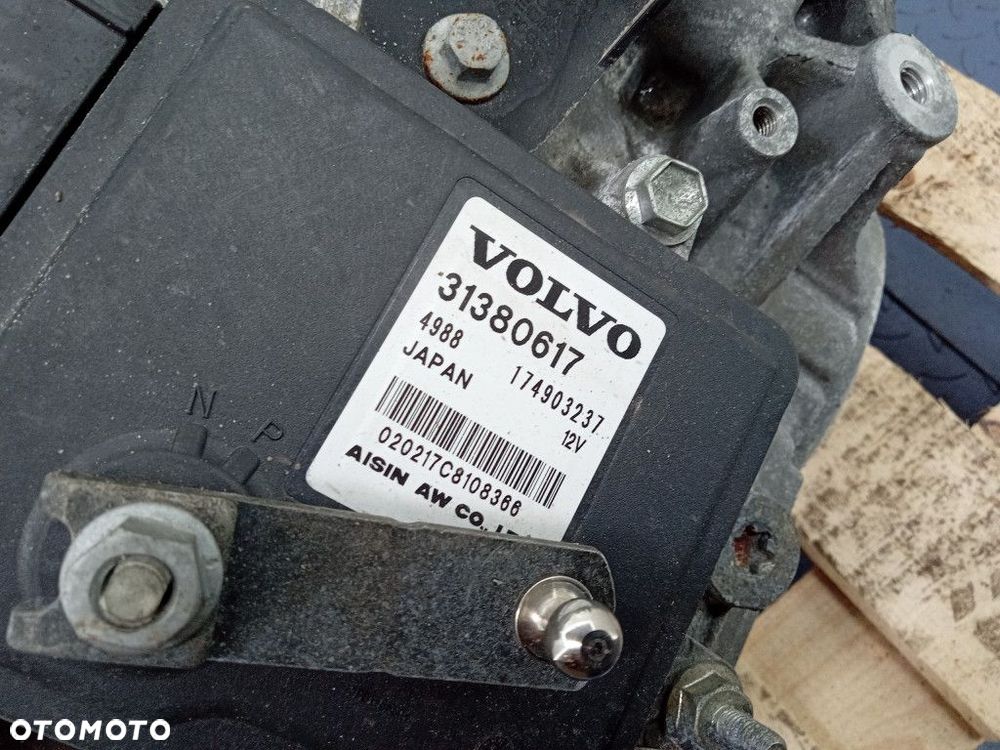 VOLVO
31380617
4988 174903237
JAPAN 12V
020217C8108366
AISIN AW CO.,
N
P
OTOMOTO